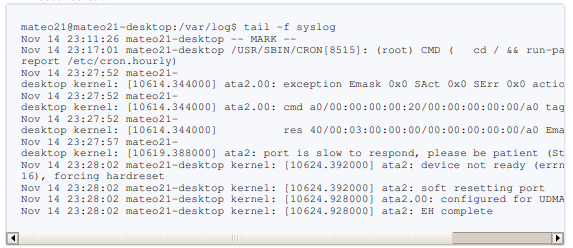 mateo21@mateo21-desktop:/var/log$ tail -f syslog
Nov 14 23:11:26 mateo21-desktop -- MARK --
Nov 14 23:17:01 mateo21-desktop /USR/SBIN/CRON[8515]: (root) CMD (   cd / && run-pa
report /etc/cron.hourly)
Nov 14 23:27:52 mateo21-
desktop kernel: [10614.344000] ata2.00: exception Emask 0x0 SAct 0x0 SErr 0x0 actio
Nov 14 23:27:52 mateo21-
desktop kernel: [10614.344000] ata2.00: cmd a0/00:00:00:00:20/00:00:00:00:00/a0 tag
Nov 14 23:27:52 mateo21-
desktop kernel: [10614.344000]          res 40/00:03:00:00:00/00:00:00:00:00/a0 Ema
Nov 14 23:27:57 mateo21-
desktop kernel: [10619.388000] ata2: port is slow to respond, please be patient (St
Nov 14 23:28:02 mateo21-desktop kernel: [10624.392000] ata2: device not ready (errn
16), forcing hardreset
Nov 14 23:28:02 mateo21-desktop kernel: [10624.392000] ata2: soft resetting port
Nov 14 23:28:02 mateo21-desktop kernel: [10624.928000] ata2.00: configured for UDMA
Nov 14 23:28:02 mateo21-desktop kernel: [10624.928000] ata2: EH complete